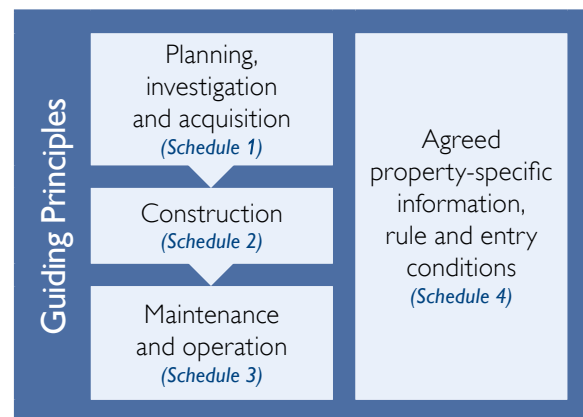 Guiding Principles
Planning,
investigation
and acquisition
(Schedule 1)
Construction
(Schedule 2)
Maintenance
and operation
(Schedule 3)
Agreed
property-specific
information,
rule and entry
conditions
(Schedule 4)